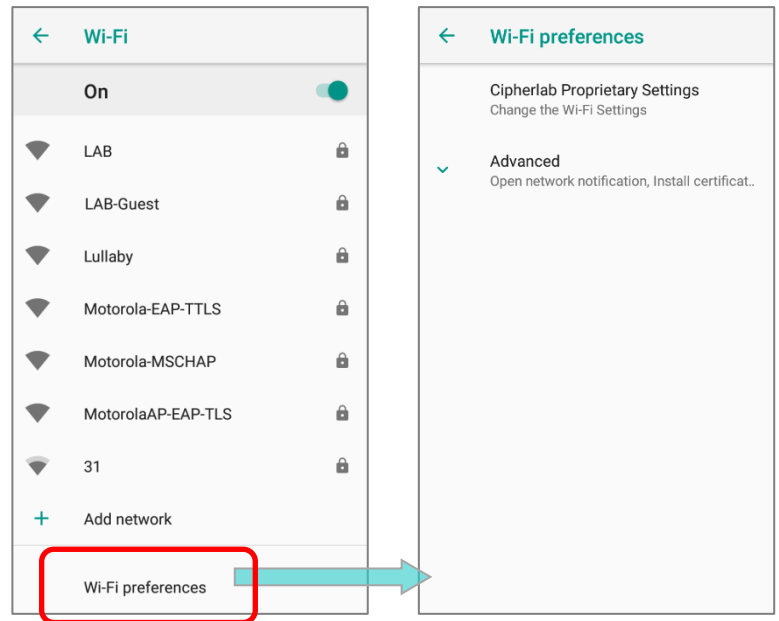 Wi-Fi
On
LAB
LAB-Guest
Lullaby
Motorola-EAP-TTLS
Motorola-MSCHAP
MotorolaAP-EAP-TLS
31
Add network
Wi-Fi preferences
Wi-Fi preferences
Cipherlab Proprietary Settings
Change the Wi-Fi Settings
Advanced
Open network notification, Install certificat..